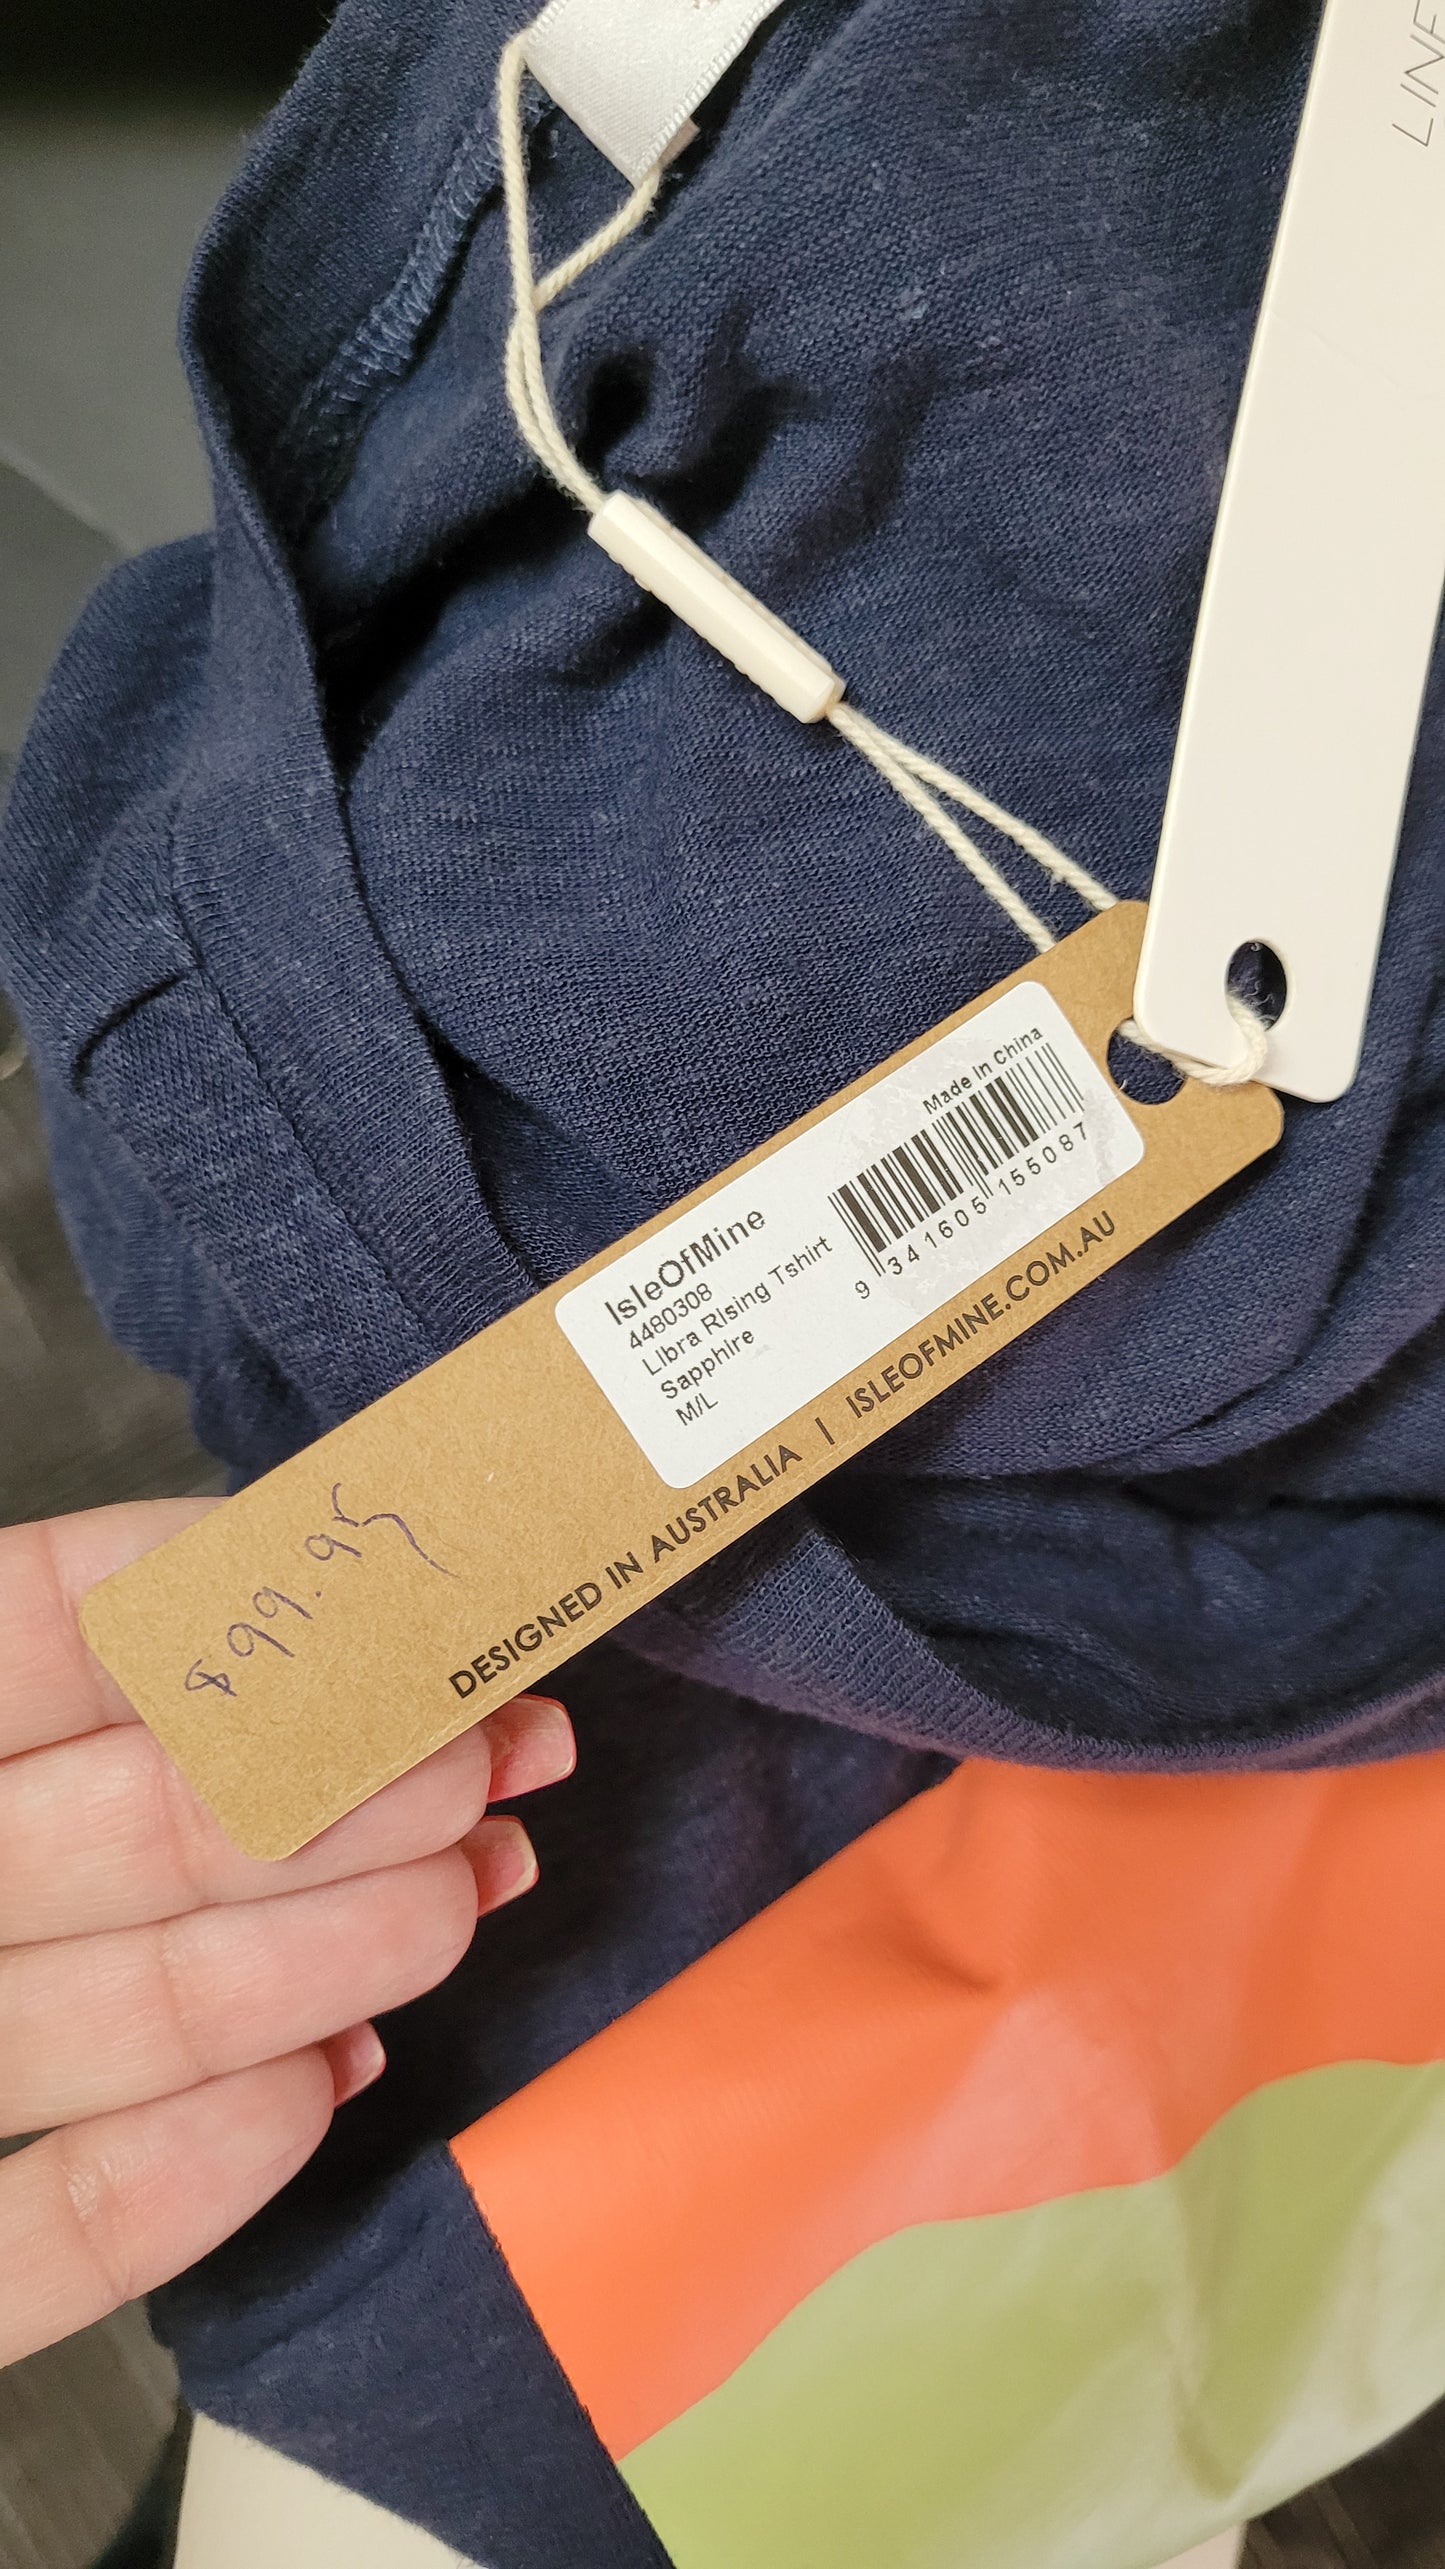 LINE
Made In China
9 341605 155087
IsleOfMine
4480308
Libra Rising Tshirt
Sapphire
M/L
DESIGNED IN AUSTRALIA | ISLEOFMINE.COM.AU
$99.95